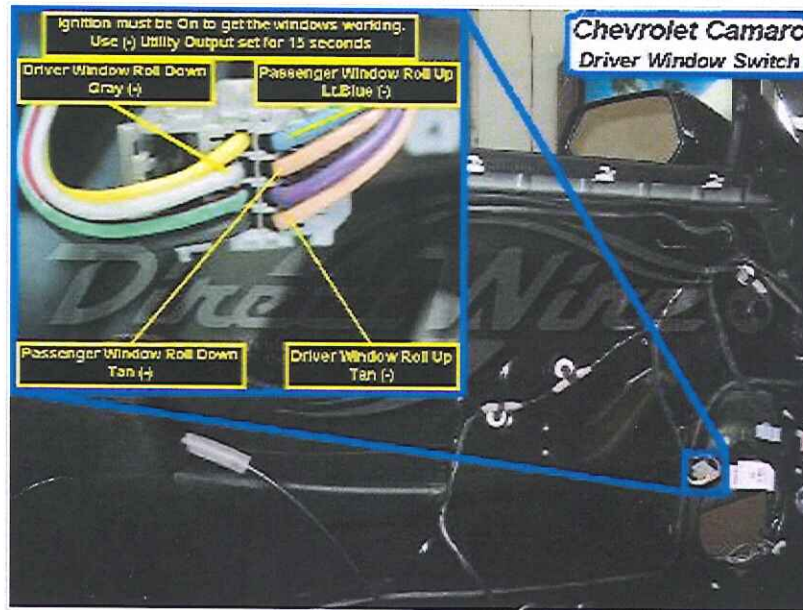 Ignition must be On to get the windows working.
Use (-) Utility Output set for 15 seconds
Chevrolet Camaro
Driver Window Switch
Driver Window Roll Down
Gray (-)
Passenger Window Roll Up
Lt.Blue (-)
Direct Wire
Passenger Window Roll Down
Tan (-)
Driver Window Roll Up
Tan (-)